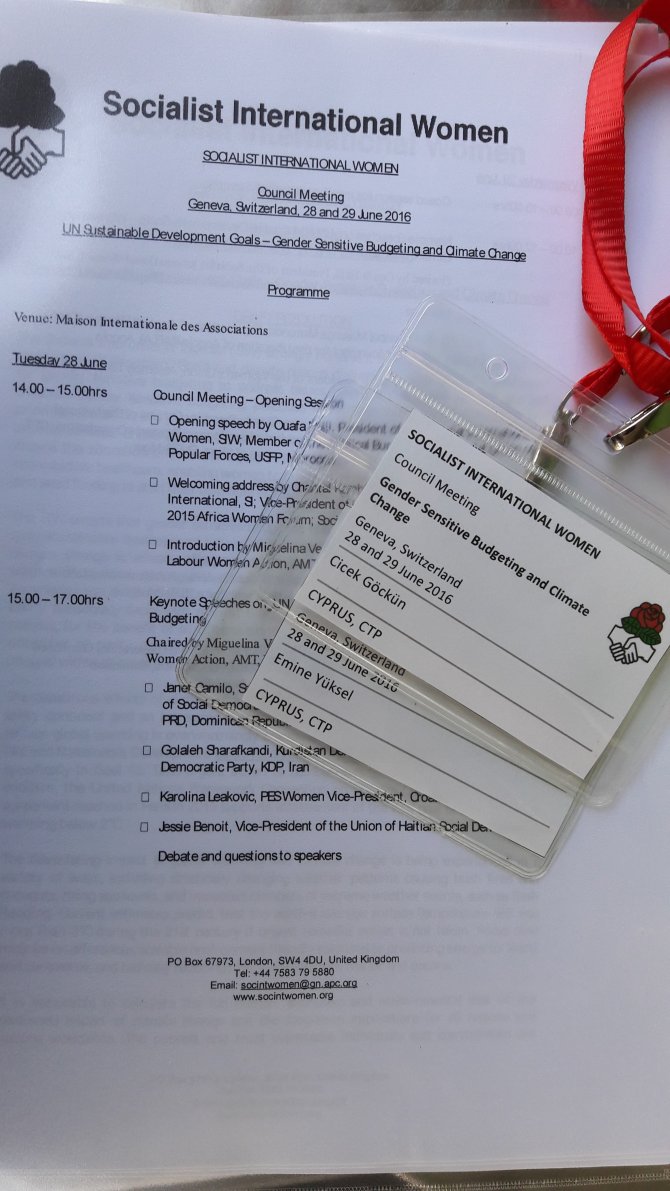 Socialist International Women
SOCIALIST INTERNATIONAL WOMEN
Council Meeting
Geneva, Switzerland, 28 and 29 June 2016
UN Sustainable Development Goals – Gender Sensitive Budgeting and Climate Change
Programme
Venue: Maison Internationale des Associations
Tuesday 28 June
14.00 – 15.00hrs
Council Meeting – Opening Session
Opening speech by Ouafa
Women, SIW; Member
Popular Forces, USFP,
Welcoming address by Chantal
International, SI; Vice-President of
2015 Africa Women Forum;
Introduction by Miguelina
Labour Women Action, AMT
15.00 – 17.00hrs
Keynote Speeches on UN
Budgeting
Chaired by Miguelina
Women Action, AMT,
Janet Camilo,
of Social
PRD, Dominican
Golaleh Sharafkandi, Kurdistan
Democratic Party, KDP, Iran
Karolina Leakovic, PES Women Vice-President,
Jessie Benoit, Vice-President of the Union of Haitian Social
Debate and questions to speakers
PO Box 67973, London, SW4 4DU, United Kingdom
Tel: +44 7583 79 5880
Email: socintwomen@gn.apc.org
www.socintwomen.org
SOCIALIST INTERNATIONAL WOMEN
Council Meeting
Gender Sensitive Budgeting and Climate
Change
Geneva, Switzerland
28 and 29 June 2016
Cicek Göckün
CYPRUS, CTP
Geneva, Switzerland
28 and 29 June 2016
Emine Yüksel
CYPRUS, CTP